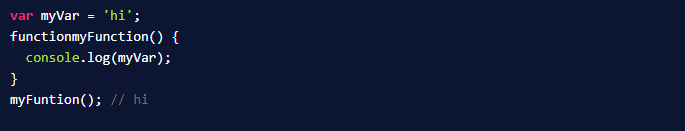 var myVar = 'hi';
functionmyFunction() {
  console.log(myVar);
}
myFuntion(); // hi